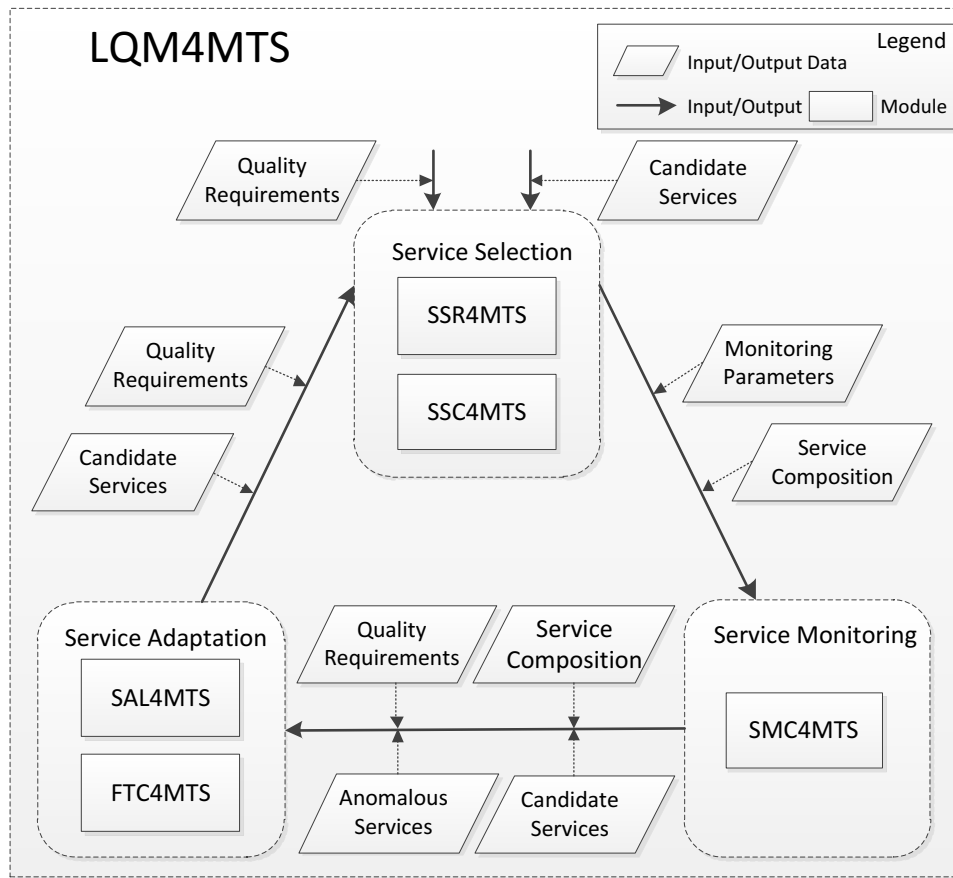 LQM4MTS
Legend
Input/Output Data
Input/Output
Module
Quality
Requirements
Candidate
Services
Service Selection
SSR4MTS
SSC4MTS
Quality
Requirements
Candidate
Services
Monitoring
Parameters
Service
Composition
Service Adaptation
SAL4MTS
FTC4MTS
Quality
Requirements
Service
Composition
Anomalous
Services
Candidate
Services
Service Monitoring
SMC4MTS